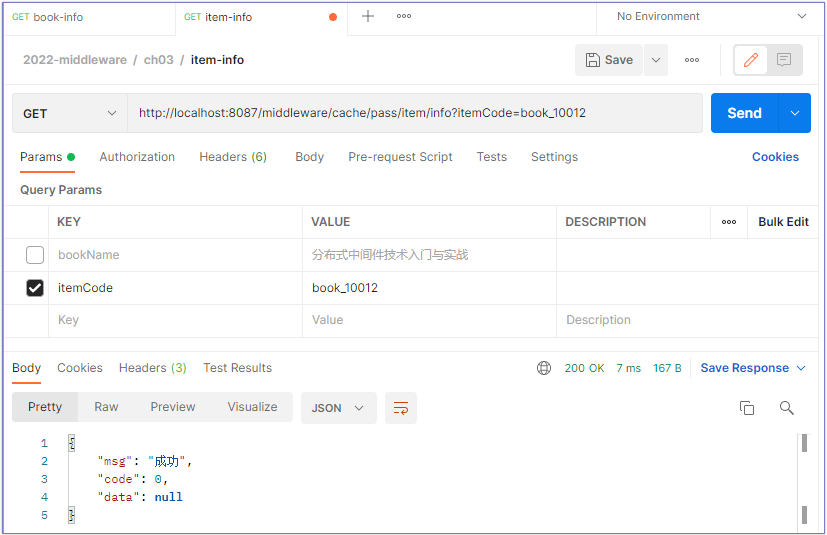 GET book-info GET item-info No Environment
2022-middleware / ch03 / item-info Save
GET http://localhost:8087/middleware/cache/pass/item/info?itemCode=book_10012 Send
Params Authorization Headers (6) Body Pre-request Script Tests Settings Cookies
Query Params
KEY VALUE DESCRIPTION Bulk Edit
bookName 分布式中间件技术入门与实战
itemCode book_10012
Key Value Description
Body Cookies Headers (3) Test Results 200 OK 7 ms 167 B Save Response
Pretty Raw Preview Visualize JSON
1 {
2 "msg": "成功",
3 "code": 0,
4 "data": null
5 }